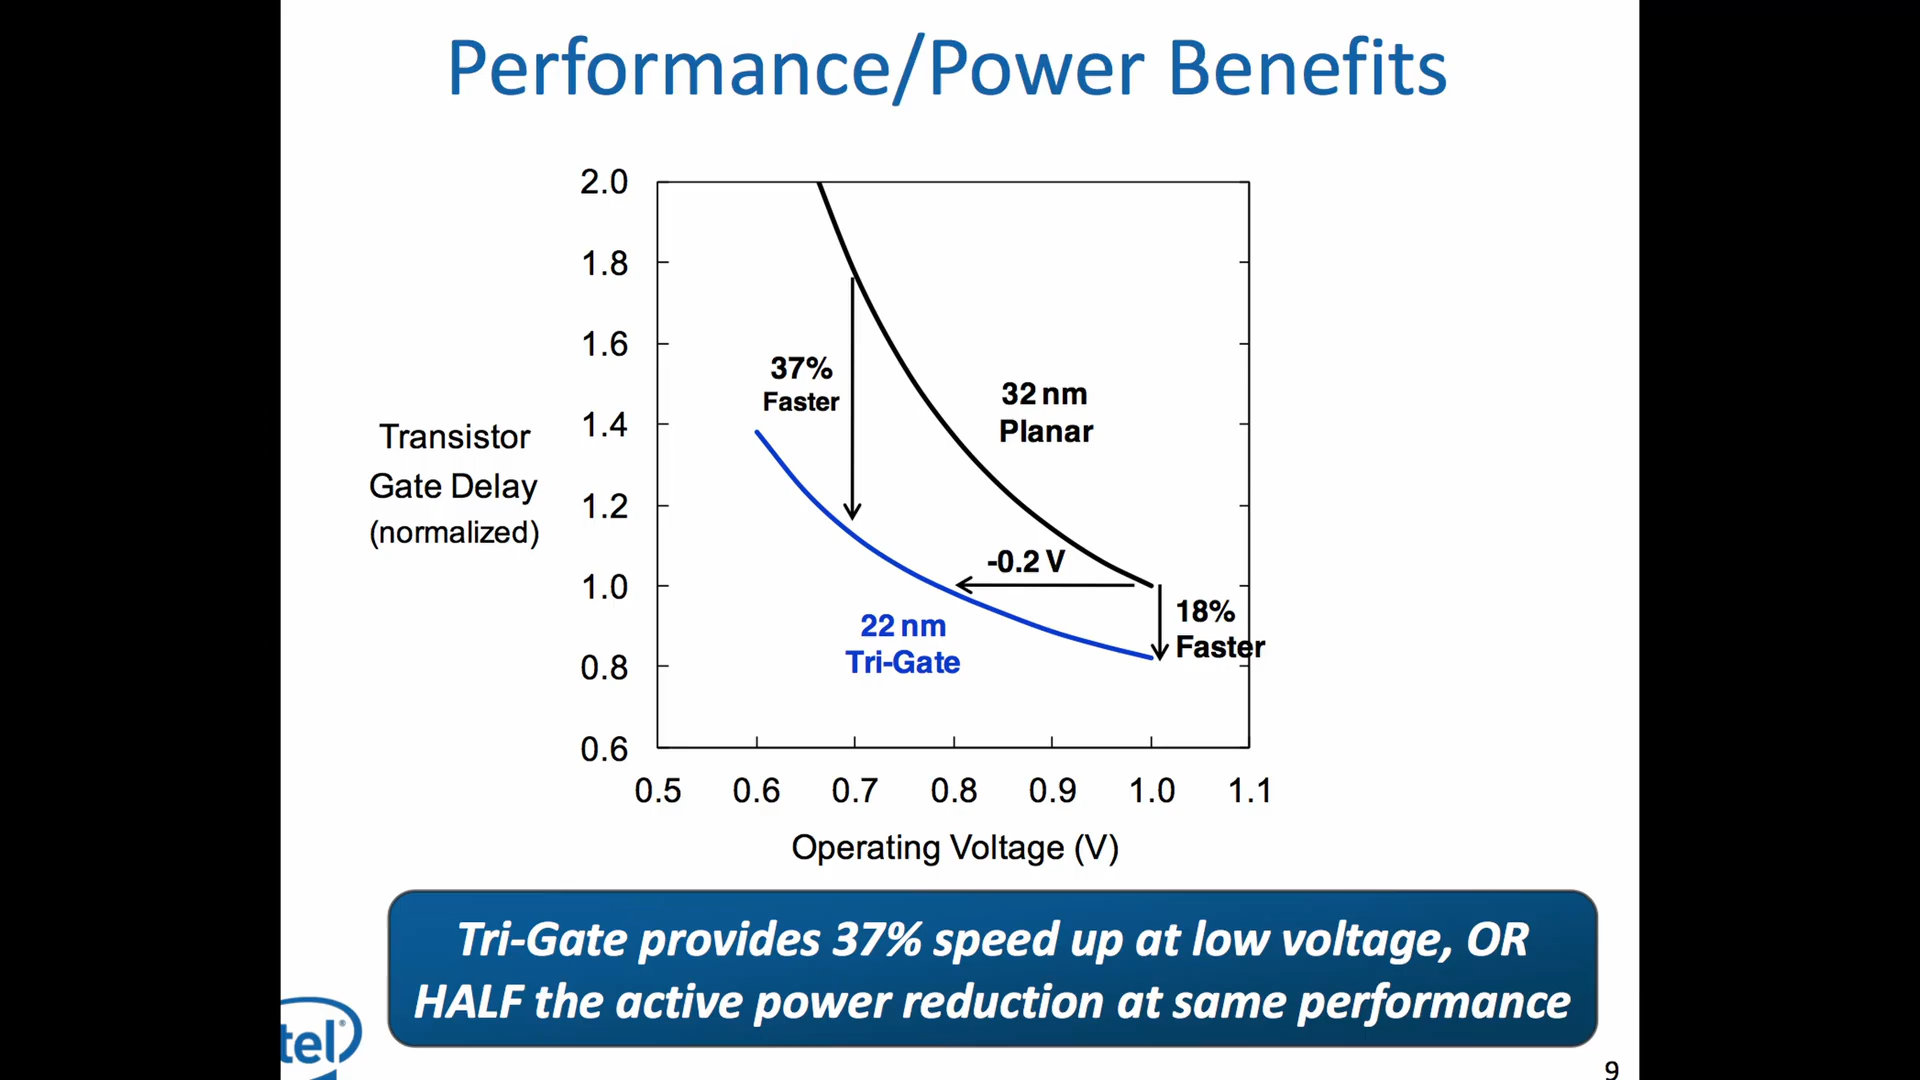 Performance/Power Benefits
2.0
1.8
1.6
1.4
1.2
1.0
0.8
0.6
Transistor
Gate Delay
(normalized)
37%
Faster
32 nm
Planar
-0.2 V
18%
Faster
22 nm
Tri-Gate
0.5 0.6 0.7 0.8 0.9 1.0 1.1
Operating Voltage (V)
Tri-Gate provides 37% speed up at low voltage, OR
HALF the active power reduction at same performance
tel®
9